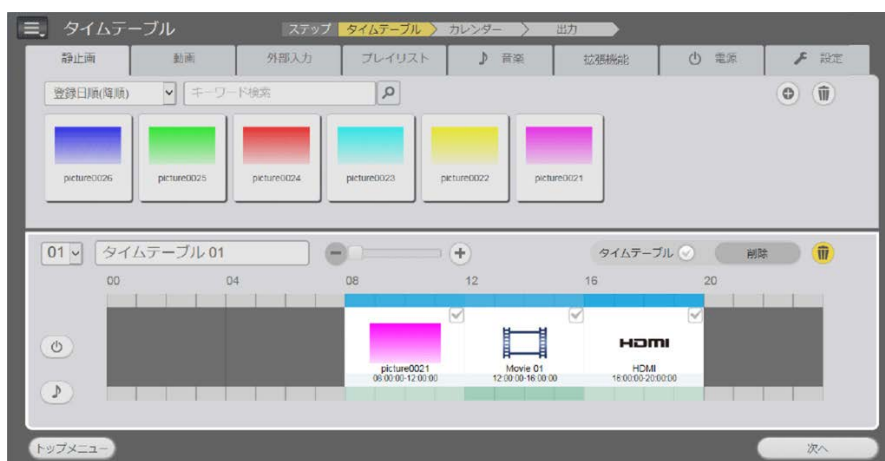 タイムテーブル
ステップ タイムテーブル カレンダー 出力
静止画 動画 外部入力 プレイリスト 音楽 拡張機能 電源 設定
登録日順(降順) キーワード検索
picture0026 picture0025 picture0024 picture0023 picture0022 picture0021
01 タイムテーブル 01 タイムテーブル 削除
00 04 08 12 16 20
HDMI
picture0021 Movie 01 HDMI
08:00:00-12:00:00 12:00:00-16:00:00 16:00:00-20:00:00
トップメニュー 次へ